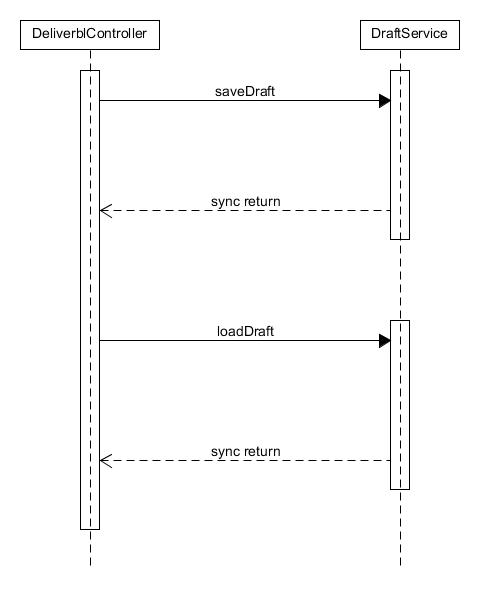 DeliverblController
DraftService
saveDraft
sync return
loadDraft
sync return